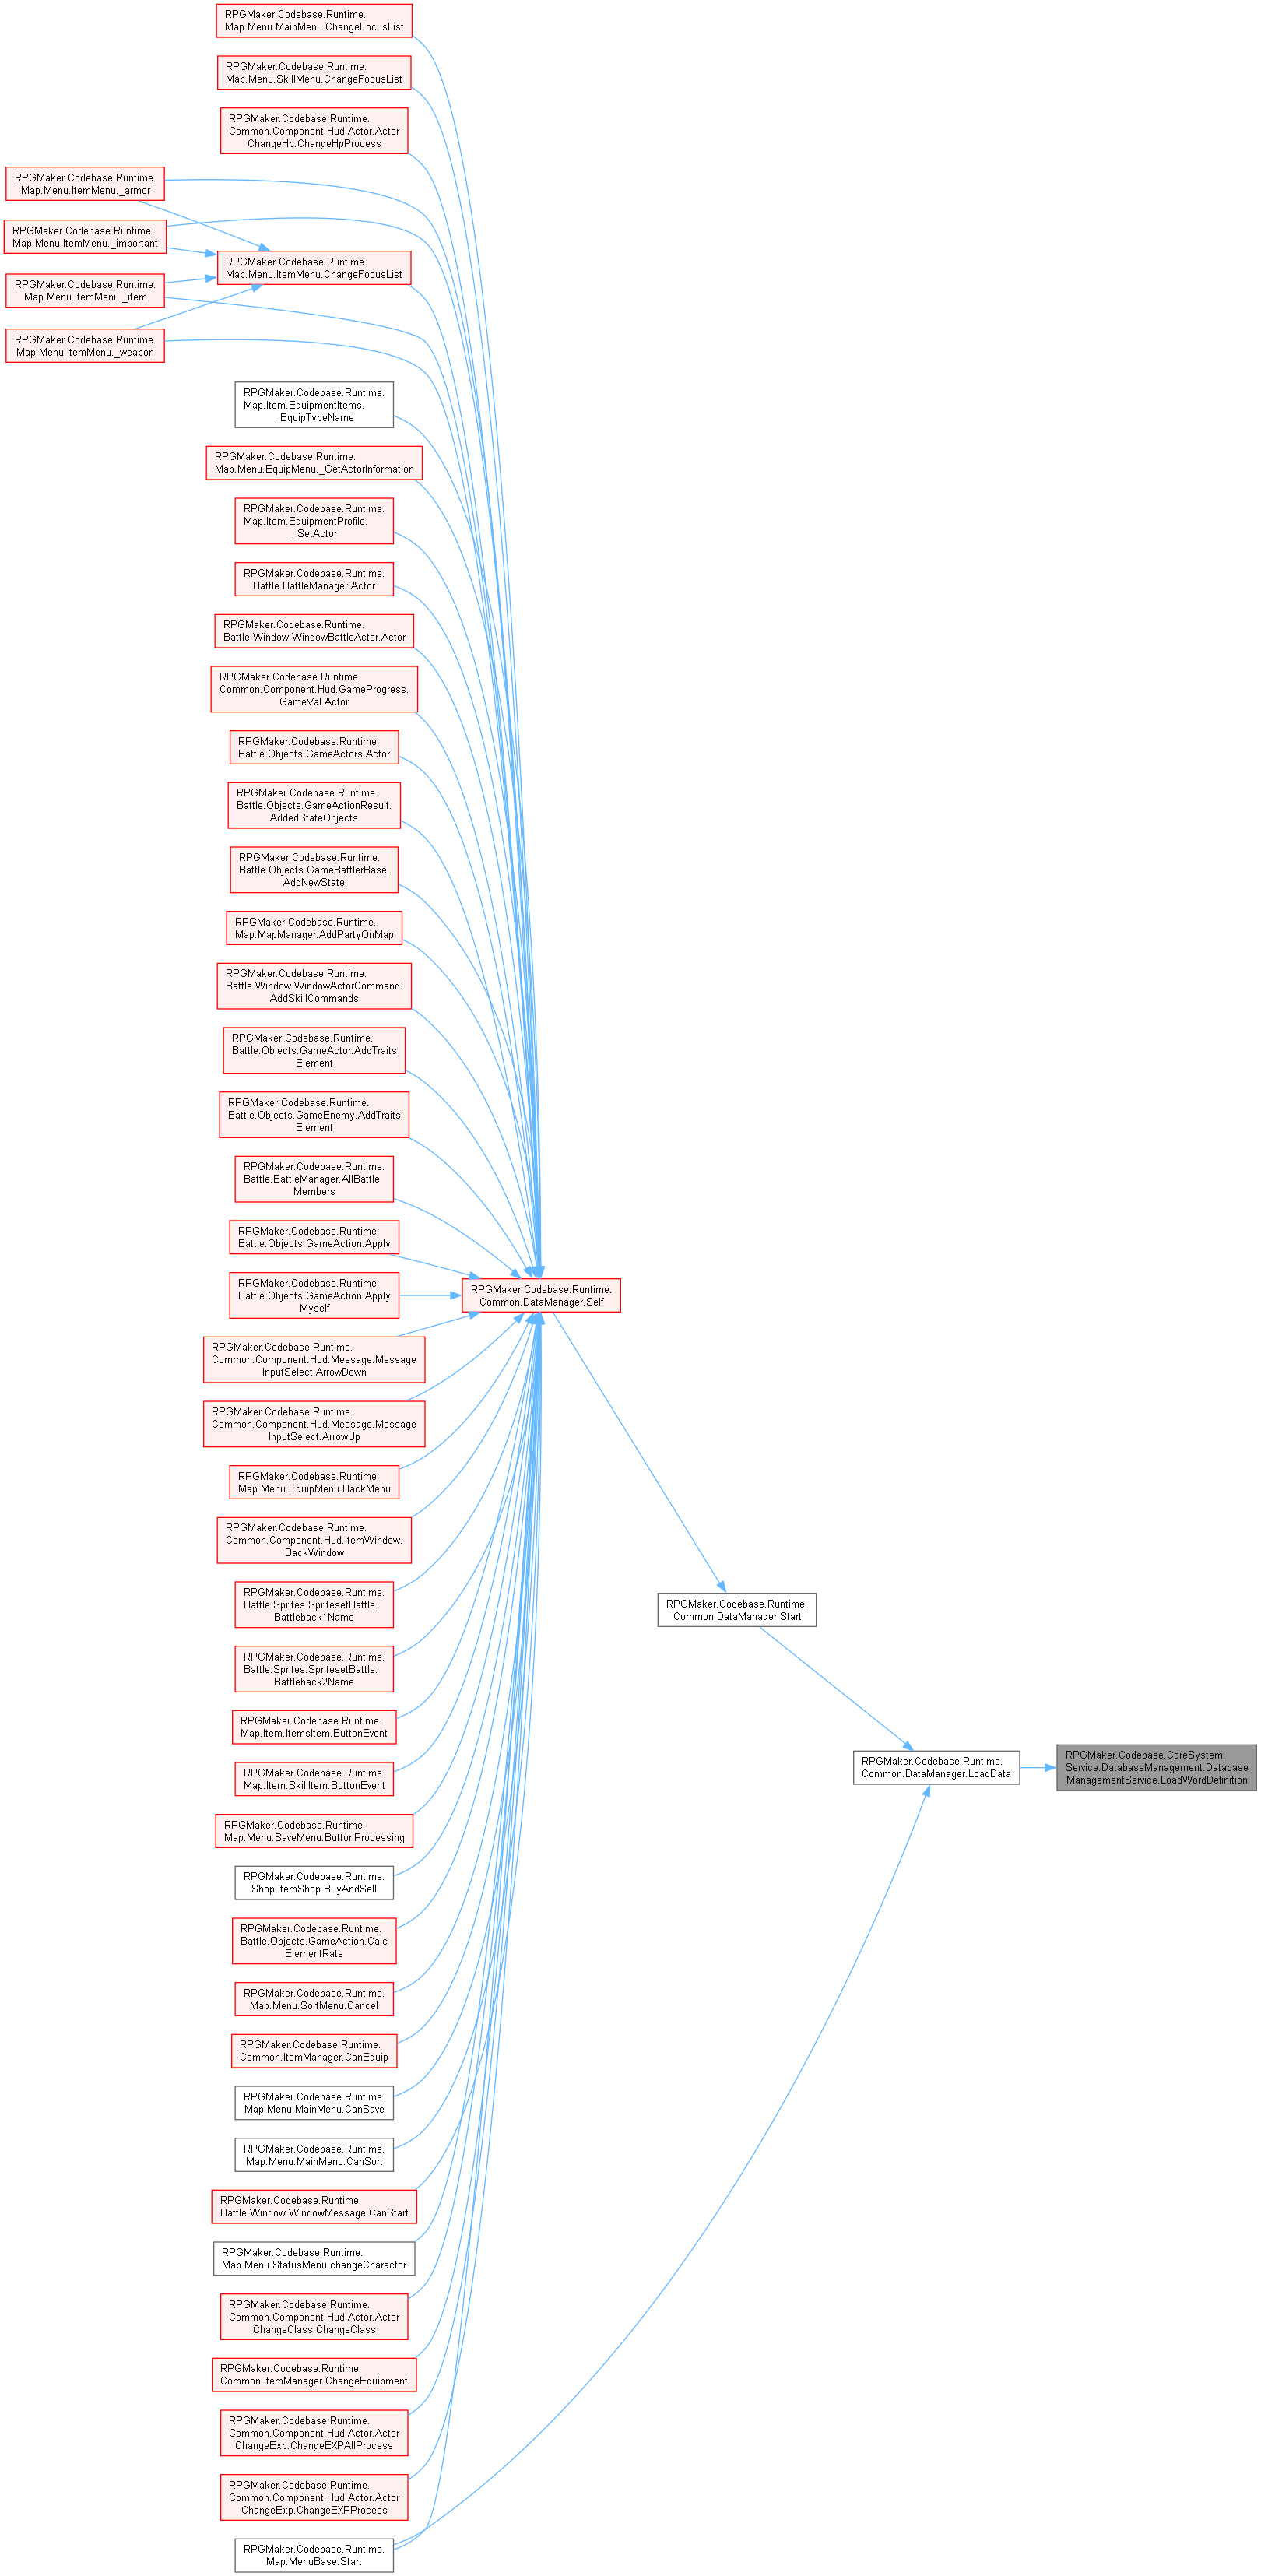 RPGMaker.Codebase.Runtime.
Map.Menu.MainMenu.ChangeFocusList
RPGMaker.Codebase.Runtime.
Map.Menu.SkillMenu.ChangeFocusList
RPGMaker.Codebase.Runtime.
Common.Component.Hud.Actor.Actor
ChangeHp.ChangeHpProcess
RPGMaker.Codebase.Runtime.
Map.Menu.ItemMenu._armor
RPGMaker.Codebase.Runtime.
Map.Menu.ItemMenu._important
RPGMaker.Codebase.Runtime.
Map.Menu.ItemMenu.ChangeFocusList
RPGMaker.Codebase.Runtime.
Map.Menu.ItemMenu._item
RPGMaker.Codebase.Runtime.
Map.Menu.ItemMenu._weapon
RPGMaker.Codebase.Runtime.
Map.Item.EquipmentItems.
_EquipTypeName
RPGMaker.Codebase.Runtime.
Map.Menu.EquipMenu._GetActorInformation
RPGMaker.Codebase.Runtime.
Map.Item.EquipmentProfile.
_SetActor
RPGMaker.Codebase.Runtime.
Battle.BattleManager.Actor
RPGMaker.Codebase.Runtime.
Battle.Window.WindowBattleActor.Actor
RPGMaker.Codebase.Runtime.
Common.Component.Hud.GameProgress.
GameVal.Actor
RPGMaker.Codebase.Runtime.
Battle.Objects.GameActors.Actor
RPGMaker.Codebase.Runtime.
Battle.Objects.GameActionResult.
AddedStateObjects
RPGMaker.Codebase.Runtime.
Battle.Objects.GameBattlerBase.
AddNewState
RPGMaker.Codebase.Runtime.
Map.MapManager.AddPartyOnMap
RPGMaker.Codebase.Runtime.
Battle.Window.WindowActorCommand.
AddSkillCommands
RPGMaker.Codebase.Runtime.
Battle.Objects.GameActor.AddTraits
Element
RPGMaker.Codebase.Runtime.
Battle.Objects.GameEnemy.AddTraits
Element
RPGMaker.Codebase.Runtime.
Battle.BattleManager.AllBattle
Members
RPGMaker.Codebase.Runtime.
Battle.Objects.GameAction.Apply
RPGMaker.Codebase.Runtime.
Battle.Objects.GameAction.Apply
Myself
RPGMaker.Codebase.Runtime.
Common.DataManager.Self
RPGMaker.Codebase.Runtime.
Common.Component.Hud.Message.Message
InputSelect.ArrowDown
RPGMaker.Codebase.Runtime.
Common.Component.Hud.Message.Message
InputSelect.ArrowUp
RPGMaker.Codebase.Runtime.
Map.Menu.EquipMenu.BackMenu
RPGMaker.Codebase.Runtime.
Common.Component.Hud.ItemWindow.
BackWindow
RPGMaker.Codebase.Runtime.
Battle.Sprites.SpritesetBattle.
Battleback1Name
RPGMaker.Codebase.Runtime.
Common.DataManager.Start
RPGMaker.Codebase.Runtime.
Battle.Sprites.SpritesetBattle.
Battleback2Name
RPGMaker.Codebase.Runtime.
Map.Item.ItemsItem.ButtonEvent
RPGMaker.Codebase.Runtime.
Map.Item.SkillItem.ButtonEvent
RPGMaker.Codebase.Runtime.
Common.DataManager.LoadData
RPGMaker.Codebase.CoreSystem.
Service.DatabaseManagement.Database
ManagementService.LoadWordDefinition
RPGMaker.Codebase.Runtime.
Map.Menu.SaveMenu.ButtonProcessing
RPGMaker.Codebase.Runtime.
Shop.ItemShop.BuyAndSell
RPGMaker.Codebase.Runtime.
Battle.Objects.GameAction.Calc
ElementRate
RPGMaker.Codebase.Runtime.
Map.Menu.SortMenu.Cancel
RPGMaker.Codebase.Runtime.
Common.ItemManager.CanEquip
RPGMaker.Codebase.Runtime.
Map.Menu.MainMenu.CanSave
RPGMaker.Codebase.Runtime.
Map.Menu.MainMenu.CanSort
RPGMaker.Codebase.Runtime.
Battle.Window.WindowMessage.CanStart
RPGMaker.Codebase.Runtime.
Map.Menu.StatusMenu.changeCharactor
RPGMaker.Codebase.Runtime.
Common.Component.Hud.Actor.Actor
ChangeClass.ChangeClass
RPGMaker.Codebase.Runtime.
Common.ItemManager.ChangeEquipment
RPGMaker.Codebase.Runtime.
Common.Component.Hud.Actor.Actor
ChangeExp.ChangeEXPAllProcess
RPGMaker.Codebase.Runtime.
Common.Component.Hud.Actor.Actor
ChangeExp.ChangeEXPProcess
RPGMaker.Codebase.Runtime.
Map.MenuBase.Start